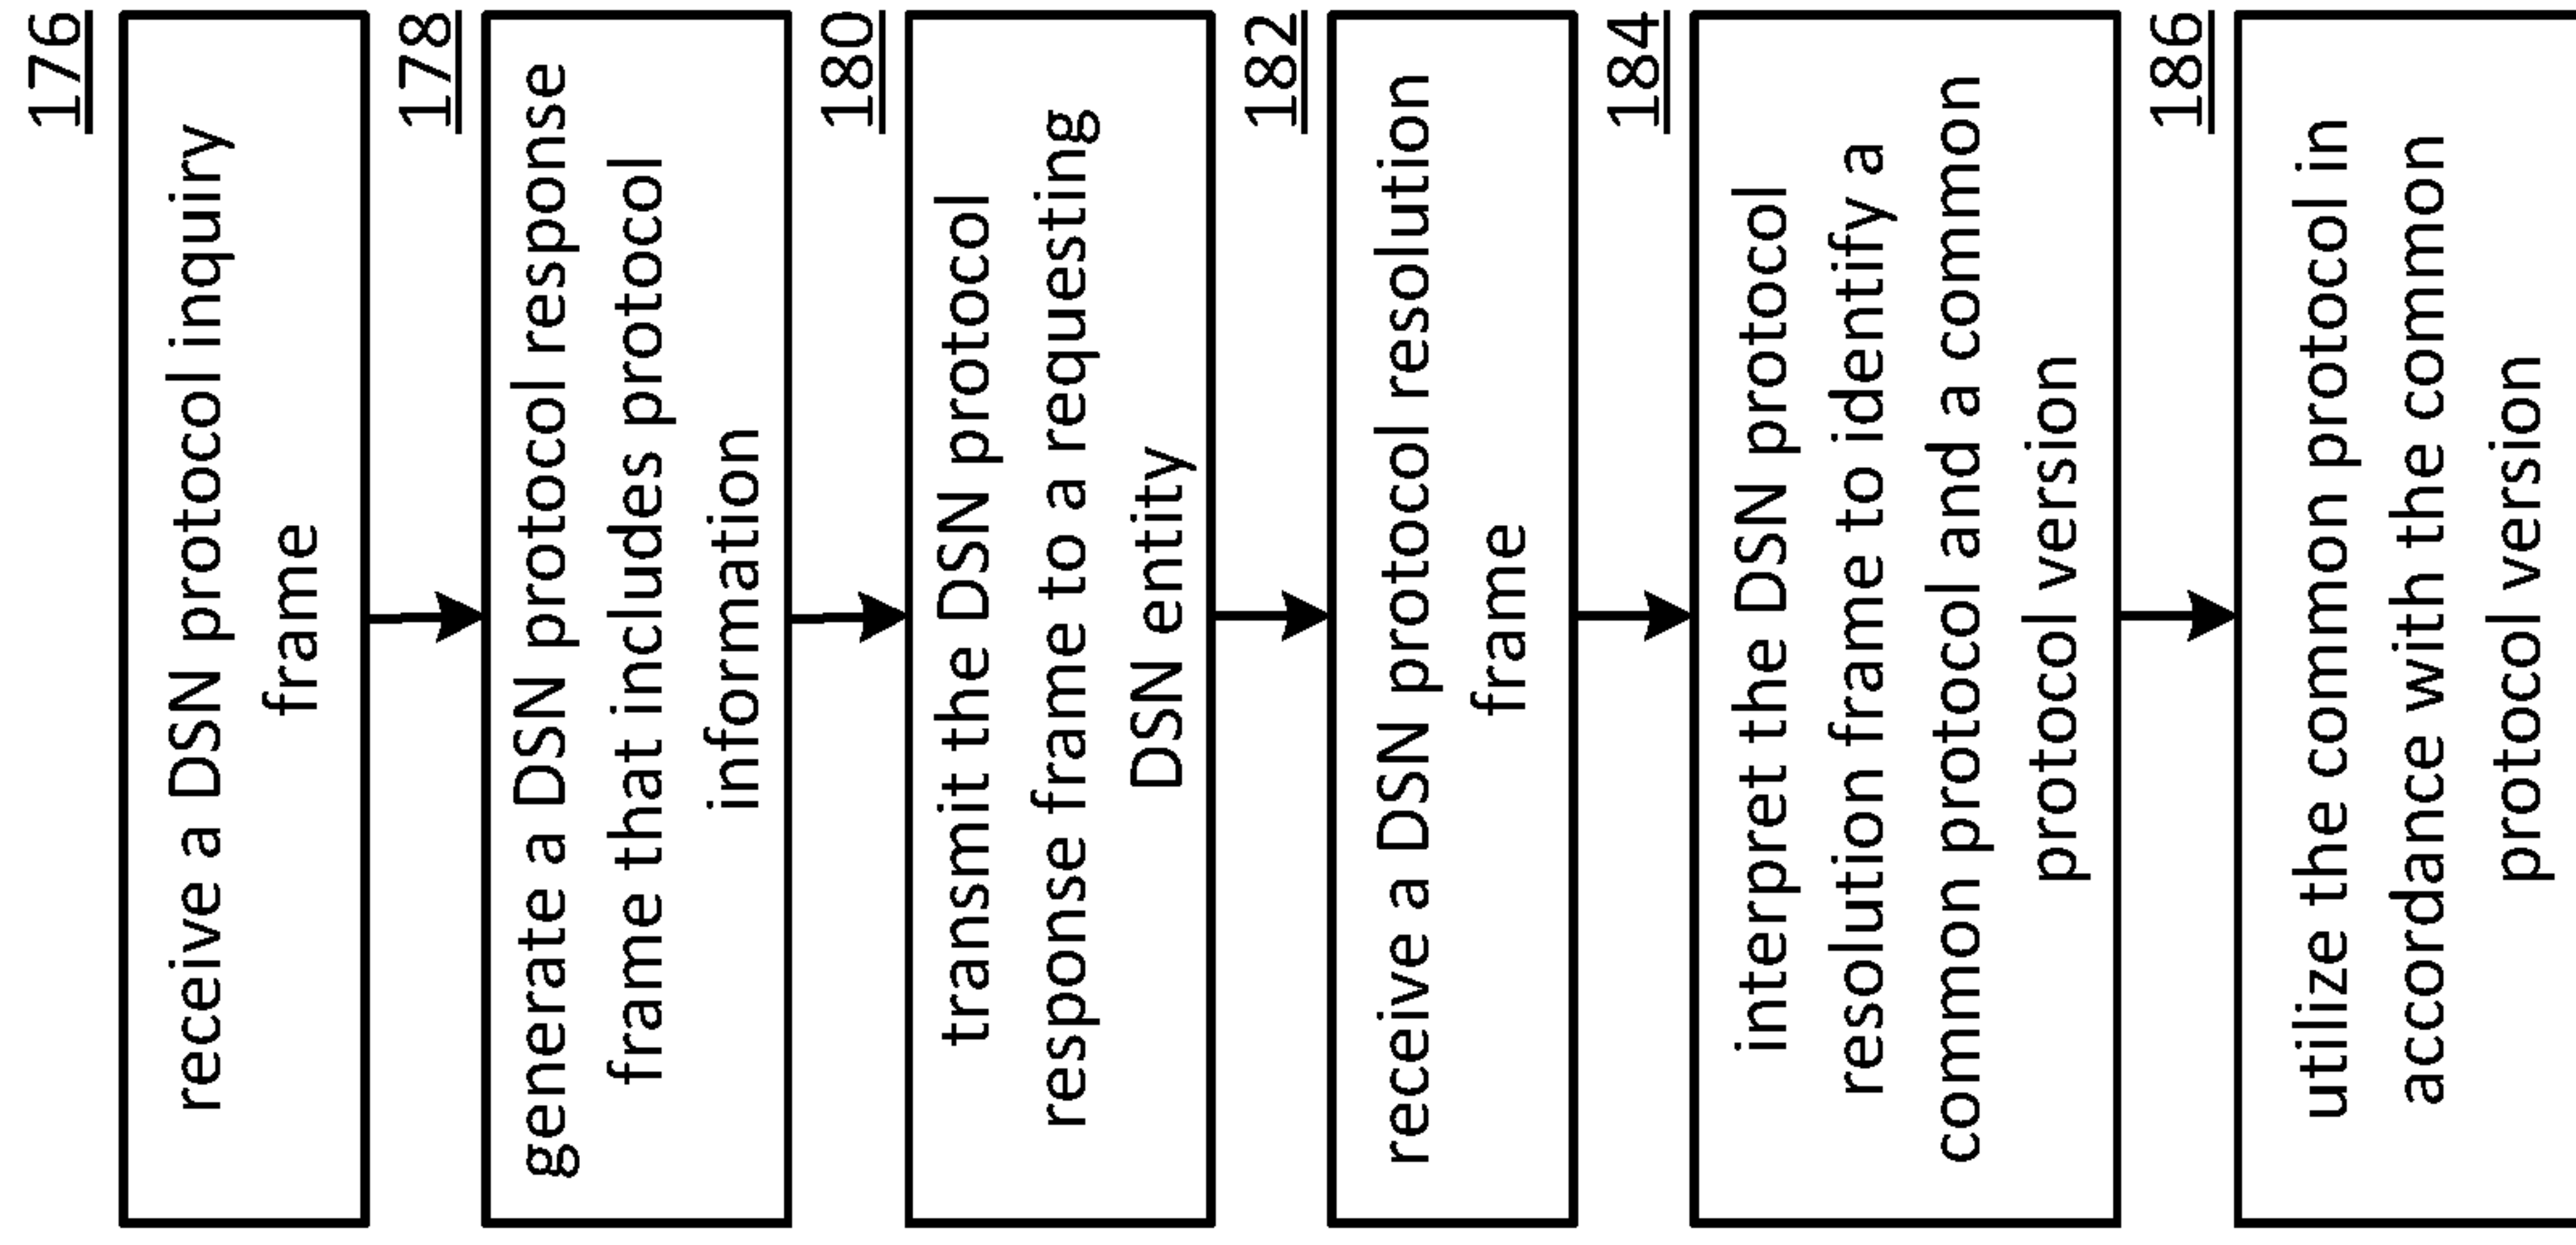 176
receive a DSN protocol inquiry
frame
178
generate a DSN protocol response
frame that includes protocol
information
180
transmit the DSN protocol
response frame to a requesting
DSN entity
182
receive a DSN protocol resolution
frame
184
interpret the DSN protocol
resolution frame to identify a
common protocol and a common
protocol version
186
utilize the common protocol in
accordance with the common
protocol version